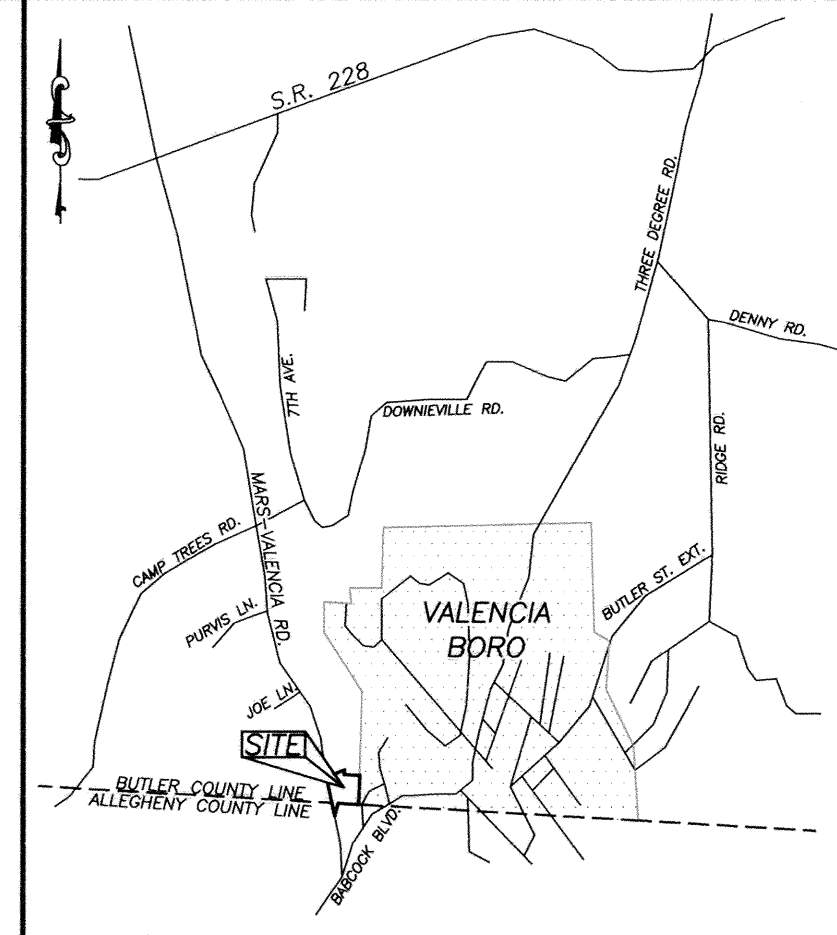 S.R. 228
THREE DEGREE RD.
DENNY RD.
7TH AVE.
DOWNIEVILLE RD.
RIDGE RD.
MARS-VALENCIA RD.
CAMP TREES RD.
BUTLER ST. EXT.
PURVIS LN.
VALENCIA
BORO
JOE LN.
SITE
BUTLER COUNTY LINE
ALLEGHENY COUNTY LINE
BABCOCK BLVD.